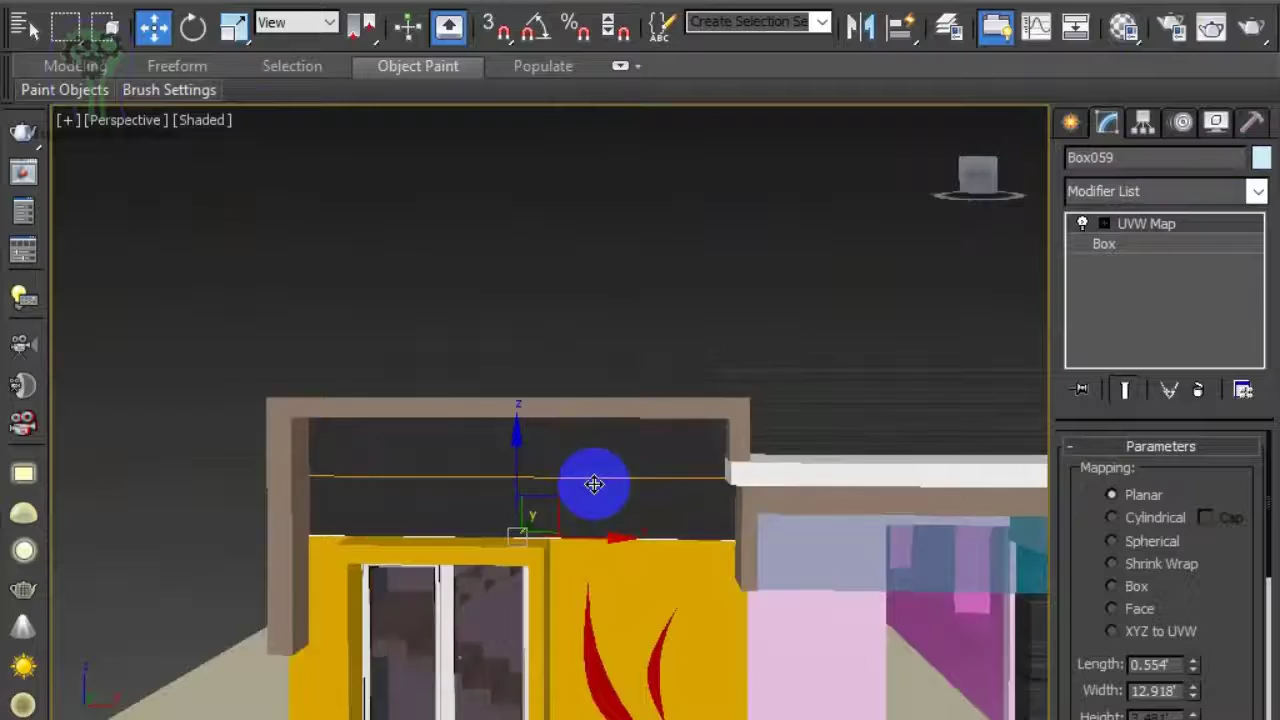 3
%
ABC
View
Create Selection Se
Modeling
Freeform
Selection
Object Paint
Populate
Paint Objects
Brush Settings
[+][Perspective][Shaded]
Box059
Modifier List
UVW Map
Box
Parameters
Mapping:
Planar
Cylindrical
Cap
Spherical
Shrink Wrap
Box
Face
XYZ to UVW
Length: 0.554'
Width: 12.918'
z
y
z